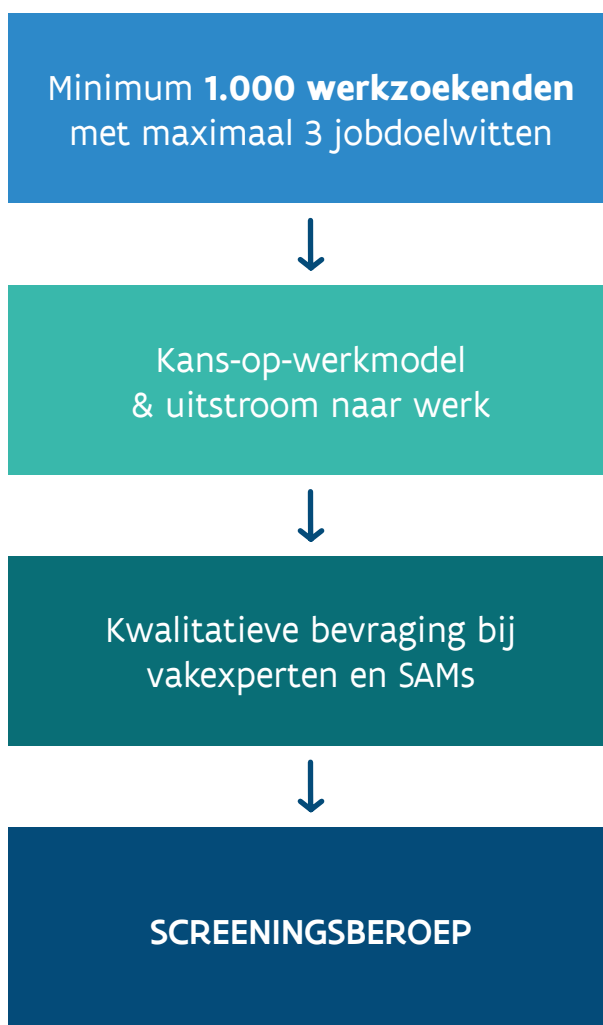 Minimum 1.000 werkzoekenden
met maximaal 3 jobdoelwitten
Kans-op-werkmodel
& uitstroom naar werk
Kwalitatieve bevraging bij
vakexperten en SAMs
SCREENINGSBEROEP